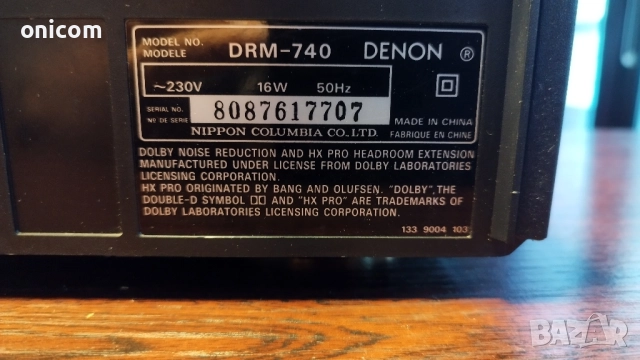 onicom
MODEL NO.
MODELE
DRM-740 DENON ®
~230V 16W 50Hz
SERIAL NO.
NO DE SERIE
8087617707
MADE IN CHINA
FABRIQUE EN CHINE
NIPPON COLUMBIA CO., LTD.
DOLBY NOISE REDUCTION AND HX PRO HEADROOM EXTENSION
MANUFACTURED UNDER LICENSE FROM DOLBY LABORATORIES
LICENSING CORPORATION.
HX PRO ORIGINATED BY BANG AND OLUFSEN. "DOLBY", THE
DOUBLE-D SYMBOL AND "HX PRO" ARE TRADEMARKS OF
DOLBY LABORATORIES LICENSING CORPORATION.
133 9004 103
BAZAR